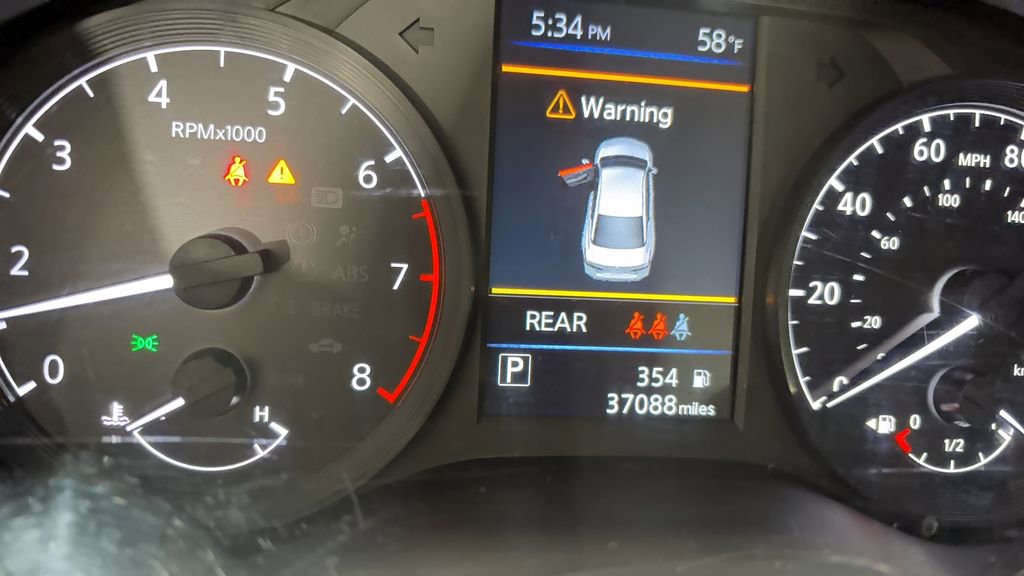 5:34 PM 58°F
Warning
4 5
RPMx1000
3 6
2 7
ABS
BRAKE
0 8
H
REAR
P
354
37088 miles
60 MPH 80
40 100 140
60
20
20
0
0
1/2